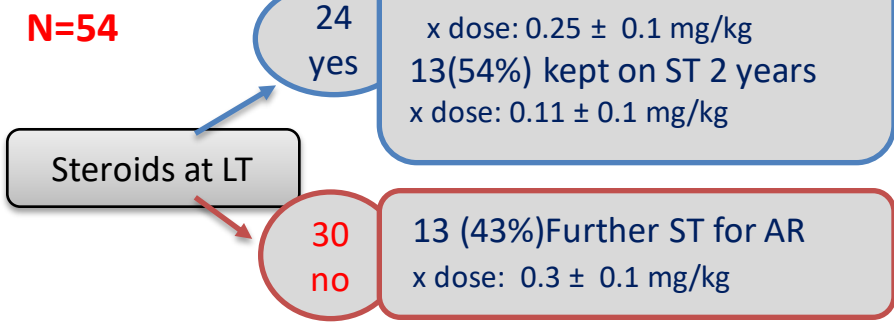 N=54
24
yes
x dose: 0.25 ± 0.1 mg/kg
13(54%) kept on ST 2 years
x dose: 0.11 ± 0.1 mg/kg
Steroids at LT
30
no
13 (43%)Further ST for AR
x dose: 0.3 ± 0.1 mg/kg